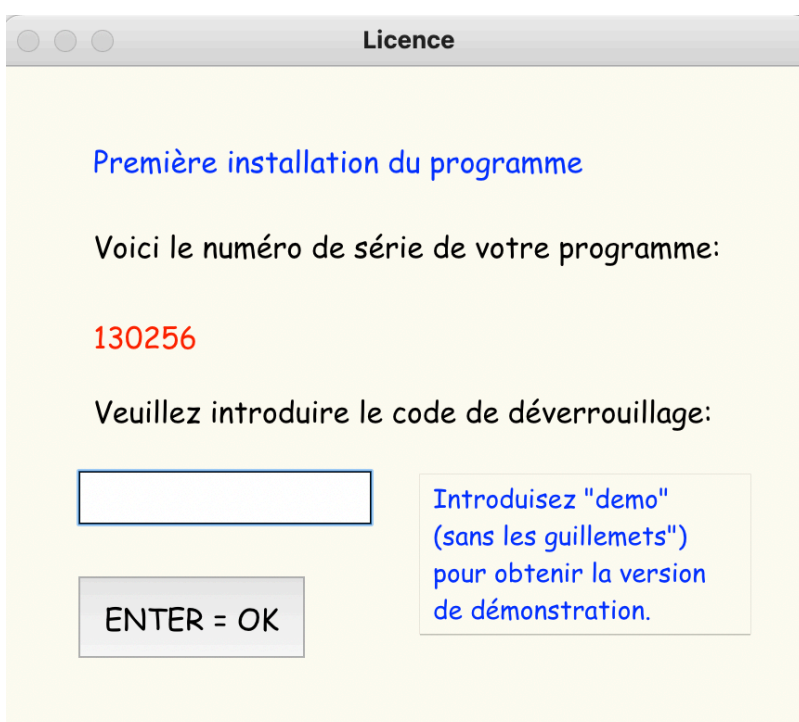 Licence
Première installation du programme
Voici le numéro de série de votre programme:
130256
Veuillez introduire le code de déverrouillage:
Introduisez "demo"
(sans les guillemets")
pour obtenir la version
de démonstration.
ENTER = OK